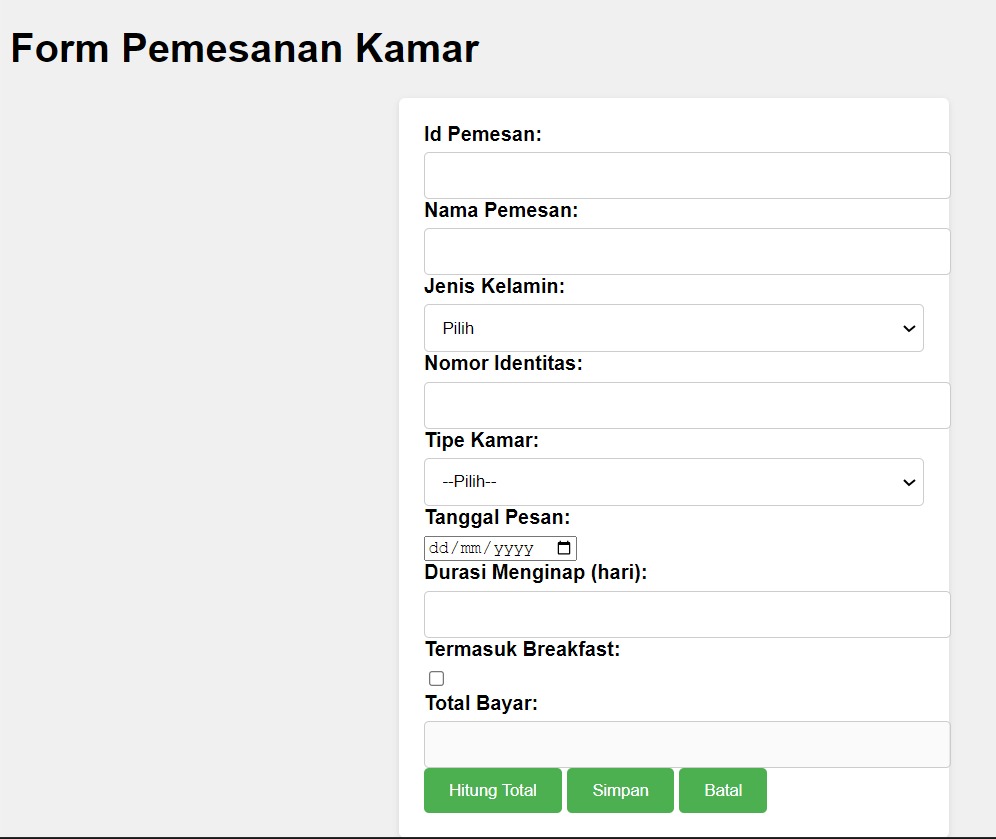 Form Pemesanan Kamar
Id Pemesan:
Nama Pemesan:
Jenis Kelamin:
Pilih
Nomor Identitas:
Tipe Kamar:
--Pilih--
Tanggal Pesan:
dd/mm/yyyy
Durasi Menginap (hari):
Termasuk Breakfast:
Total Bayar:
Hitung Total Simpan Batal